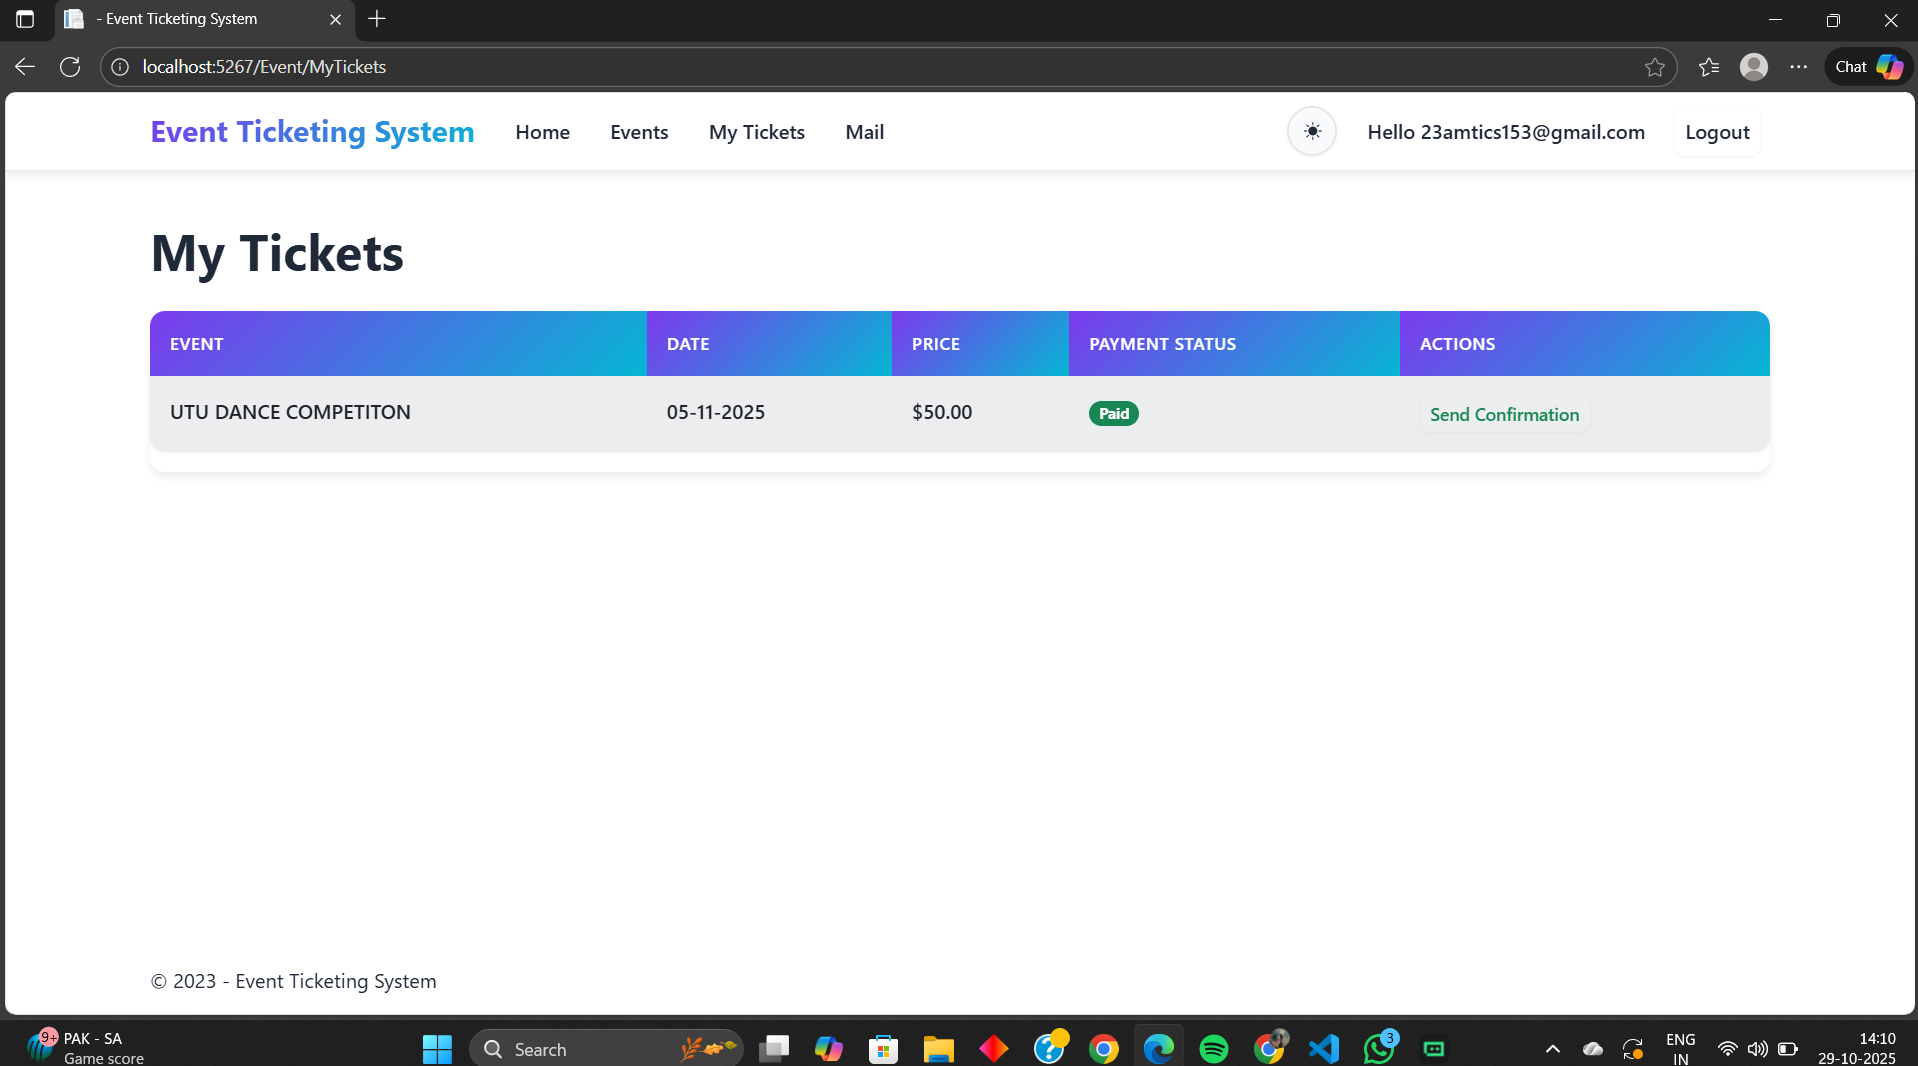 - Event Ticketing System
localhost:5267/Event/MyTickets
Chat
Event Ticketing System Home Events My Tickets Mail Hello 23amtics153@gmail.com Logout
My Tickets
EVENT DATE PRICE PAYMENT STATUS ACTIONS
UTU DANCE COMPETITON 05-11-2025 $50.00 Paid Send Confirmation
© 2023 - Event Ticketing System
9+ PAK - SA
Game score
Search
3
ENG
IN
14:10
29-10-2025